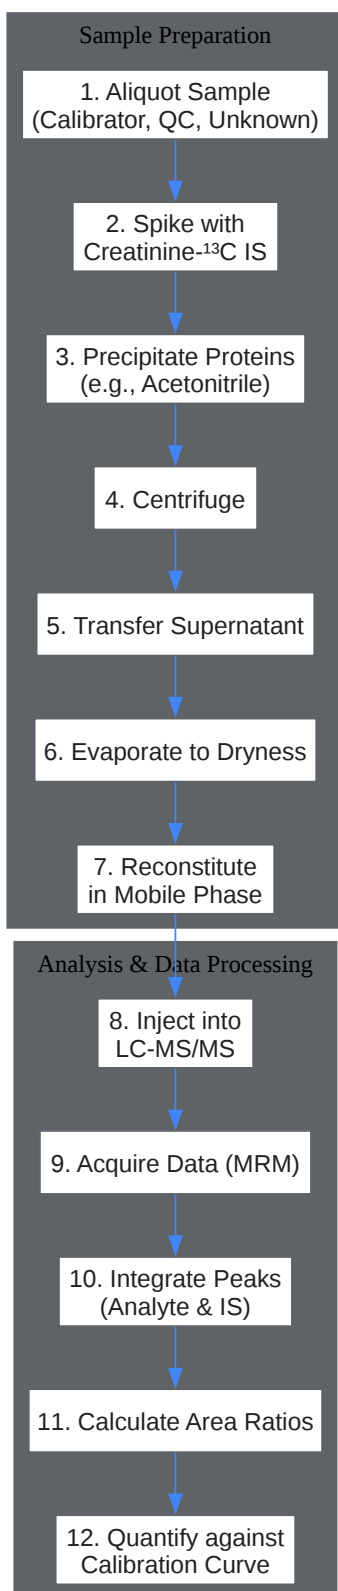 Sample Preparation
1. Aliquot Sample
(Calibrator, QC, Unknown)
2. Spike with
Creatinine-¹³C IS
3. Precipitate Proteins
(e.g., Acetonitrile)
4. Centrifuge
5. Transfer Supernatant
6. Evaporate to Dryness
7. Reconstitute
in Mobile Phase
Analysis & Data Processing
8. Inject into
LC-MS/MS
9. Acquire Data (MRM)
10. Integrate Peaks
(Analyte & IS)
11. Calculate Area Ratios
12. Quantify against
Calibration Curve